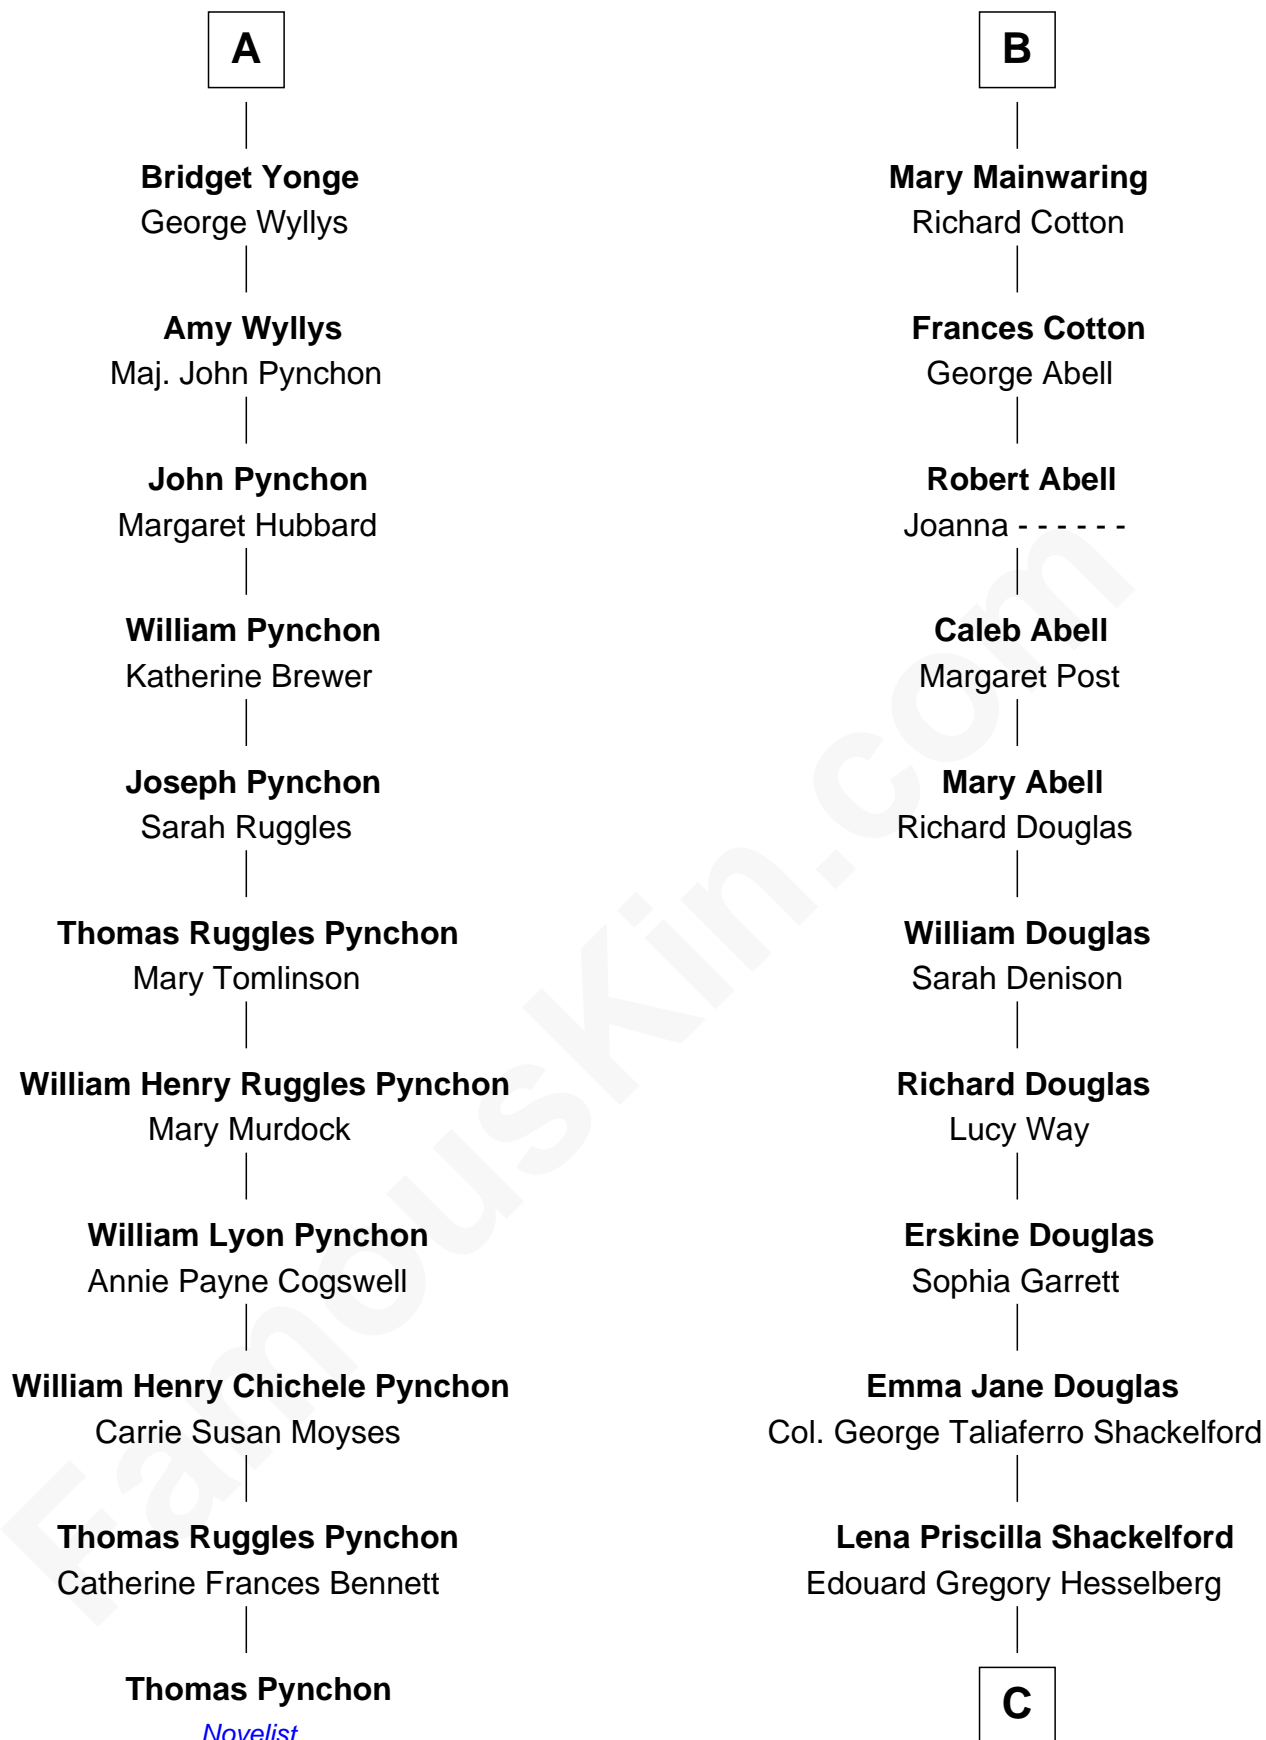 A
Bridget Yonge
George Wyllys
Amy Wyllys
Maj. John Pynchon
John Pynchon
Margaret Hubbard
William Pynchon
Katherine Brewer
Joseph Pynchon
Sarah Ruggles
Thomas Ruggles Pynchon
Mary Tomlinson
William Henry Ruggles Pynchon
Mary Murdock
William Lyon Pynchon
Annie Payne Cogswell
William Henry Chichele Pynchon
Carrie Susan Moyses
Thomas Ruggles Pynchon
Catherine Frances Bennett
Thomas Pynchon
Novelist
B
Mary Mainwaring
Richard Cotton
Frances Cotton
George Abell
Robert Abell
Joanna - - - - - -
Caleb Abell
Margaret Post
Mary Abell
Richard Douglas
William Douglas
Sarah Denison
Richard Douglas
Lucy Way
Erskine Douglas
Sophia Garrett
Emma Jane Douglas
Col. George Taliaferro Shackelford
Lena Priscilla Shackelford
Edouard Gregory Hesselberg
C
FamousKin.com